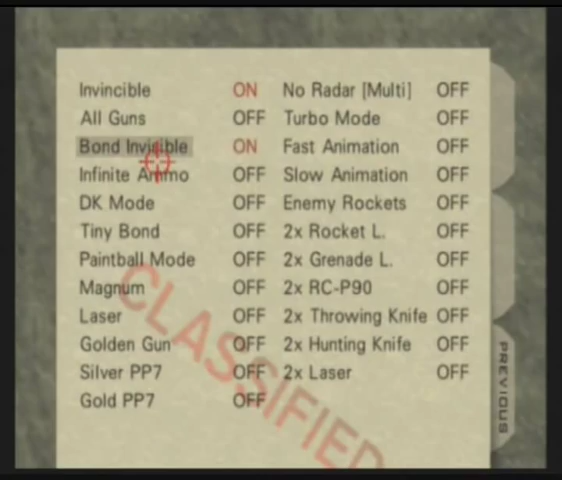 Invincible ON No Radar [Multi] OFF
All Guns OFF Turbo Mode OFF
Bond Invisible ON Fast Animation OFF
Infinite Ammo OFF Slow Animation OFF
DK Mode OFF Enemy Rockets OFF
Tiny Bond OFF 2x Rocket L. OFF
Paintball Mode OFF 2x Grenade L. OFF
Magnum OFF 2x RC-P90 OFF
Laser OFF 2x Throwing Knife OFF
Golden Gun OFF 2x Hunting Knife OFF
Silver PP7 OFF 2x Laser OFF
Gold PP7 OFF
CLASSIFIED
PREVIOUS